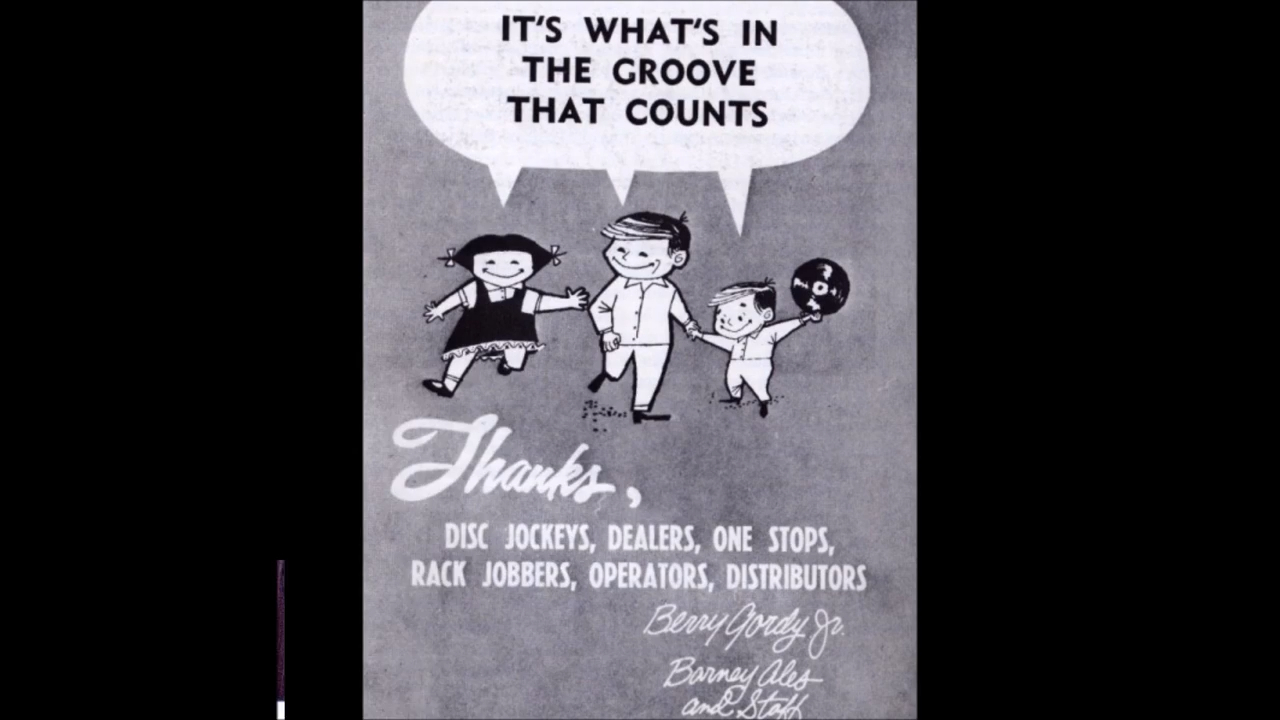 IT'S WHAT'S IN
THE GROOVE
THAT COUNTS
Thanks,
DISC JOCKEYS, DEALERS, ONE STOPS,
RACK JOBBERS, OPERATORS, DISTRIBUTORS
Berry Gordy Jr.
Barney Ales
and Staff